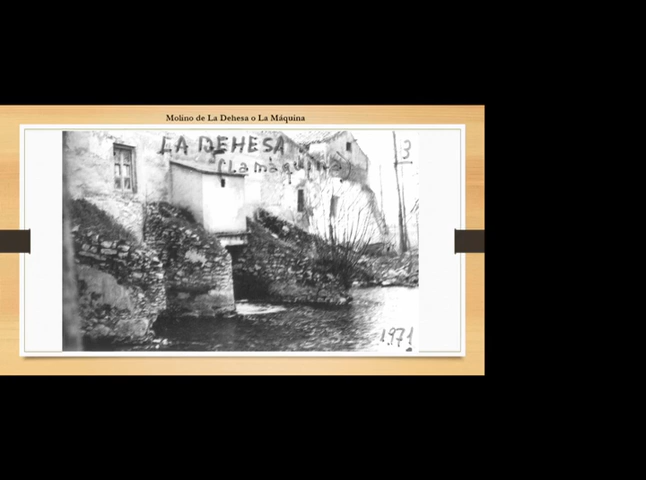 Molino de La Dehesa o La Máquina
LA DEHESA
(La máquina)
3
1971